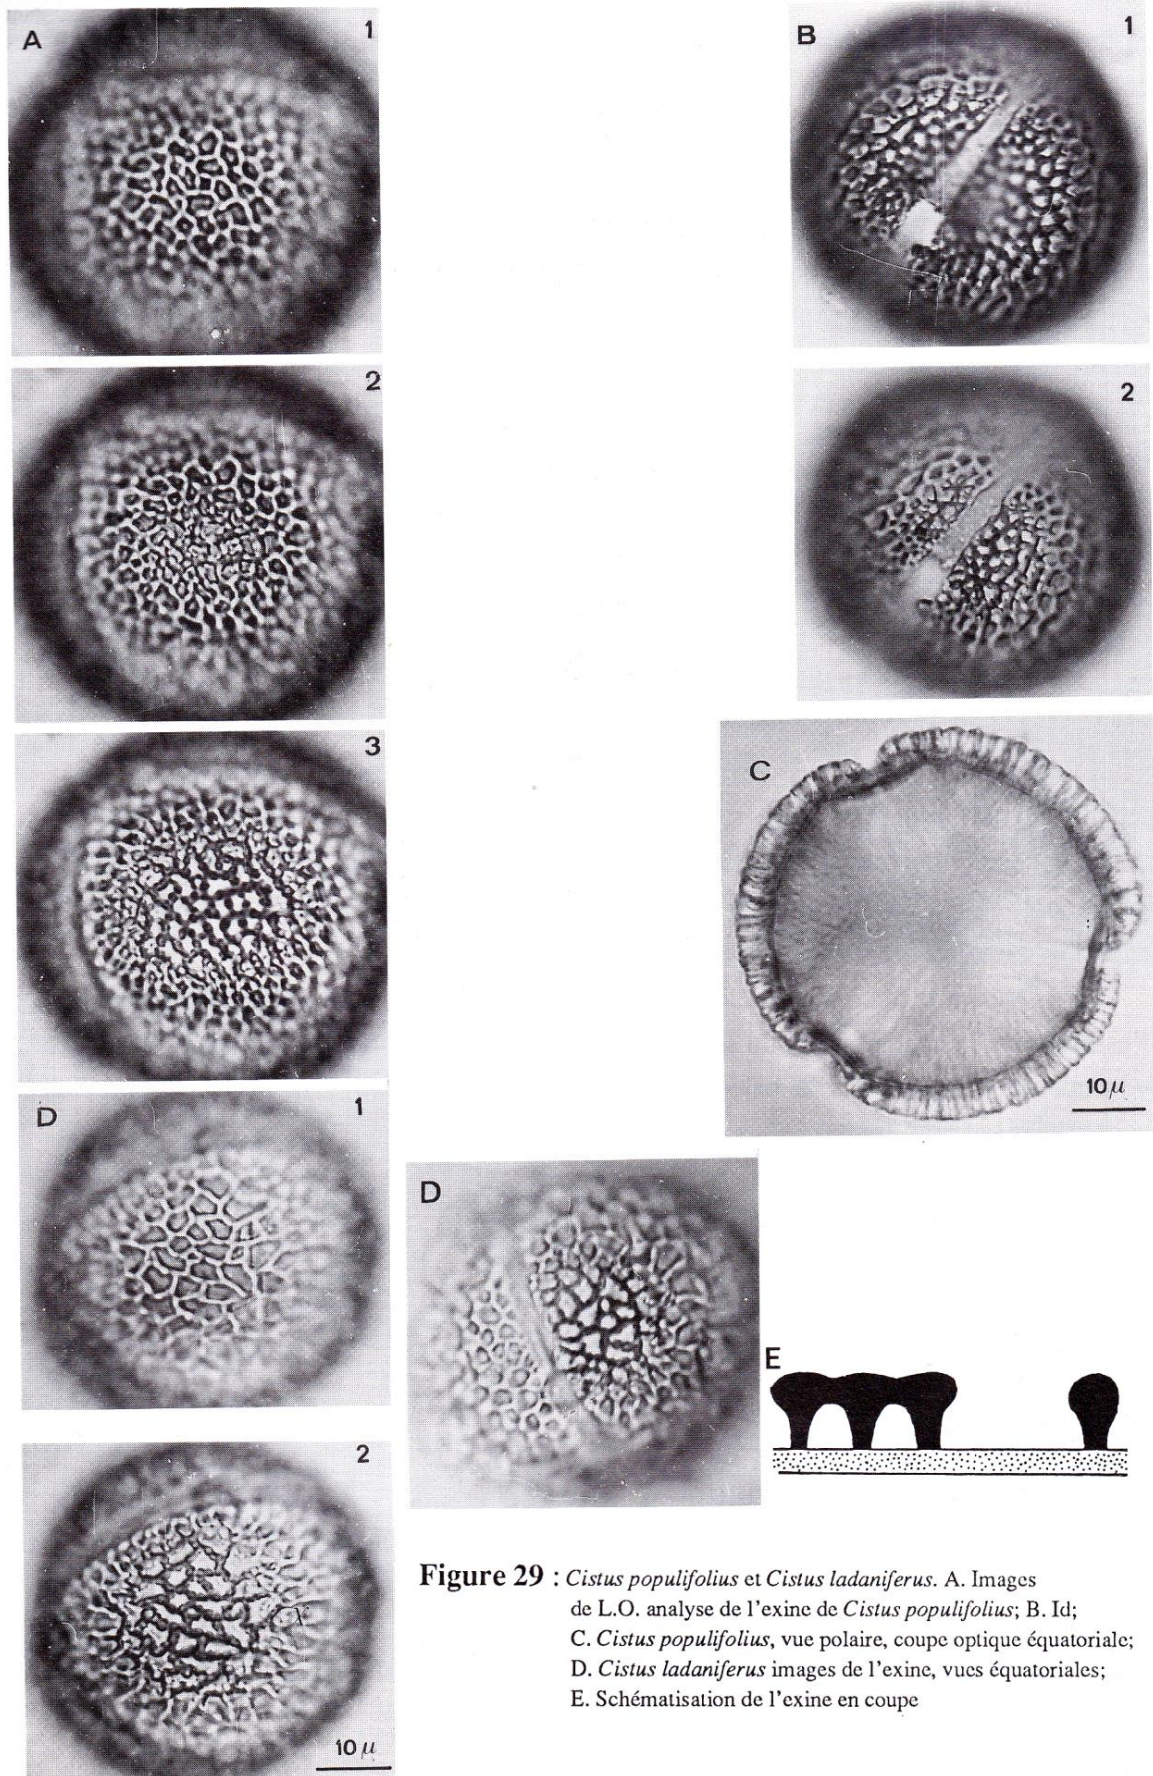 A
1
2
3
B
1
2
C
10 μ
D
1
2
10 μ
D
E
Figure 29 : Cistus populifolius et Cistus ladaniferus. A. Images
de L.O. analyse de l'exine de Cistus populifolius; B. Id;
C. Cistus populifolius, vue polaire, coupe optique équatoriale;
D. Cistus ladaniferus images de l'exine, vues équatoriales;
E. Schématisation de l'exine en coupe